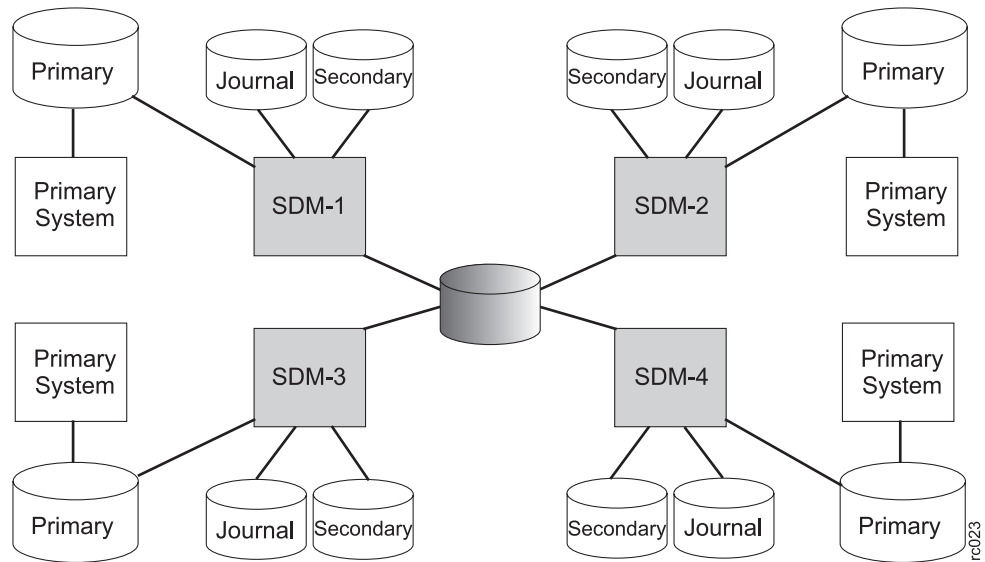 Primary
Journal
Secondary
Secondary
Journal
Primary
Primary
System
SDM-1
SDM-2
Primary
System
Primary
System
SDM-3
SDM-4
Primary
System
Primary
Journal
Secondary
Secondary
Journal
Primary
rc023